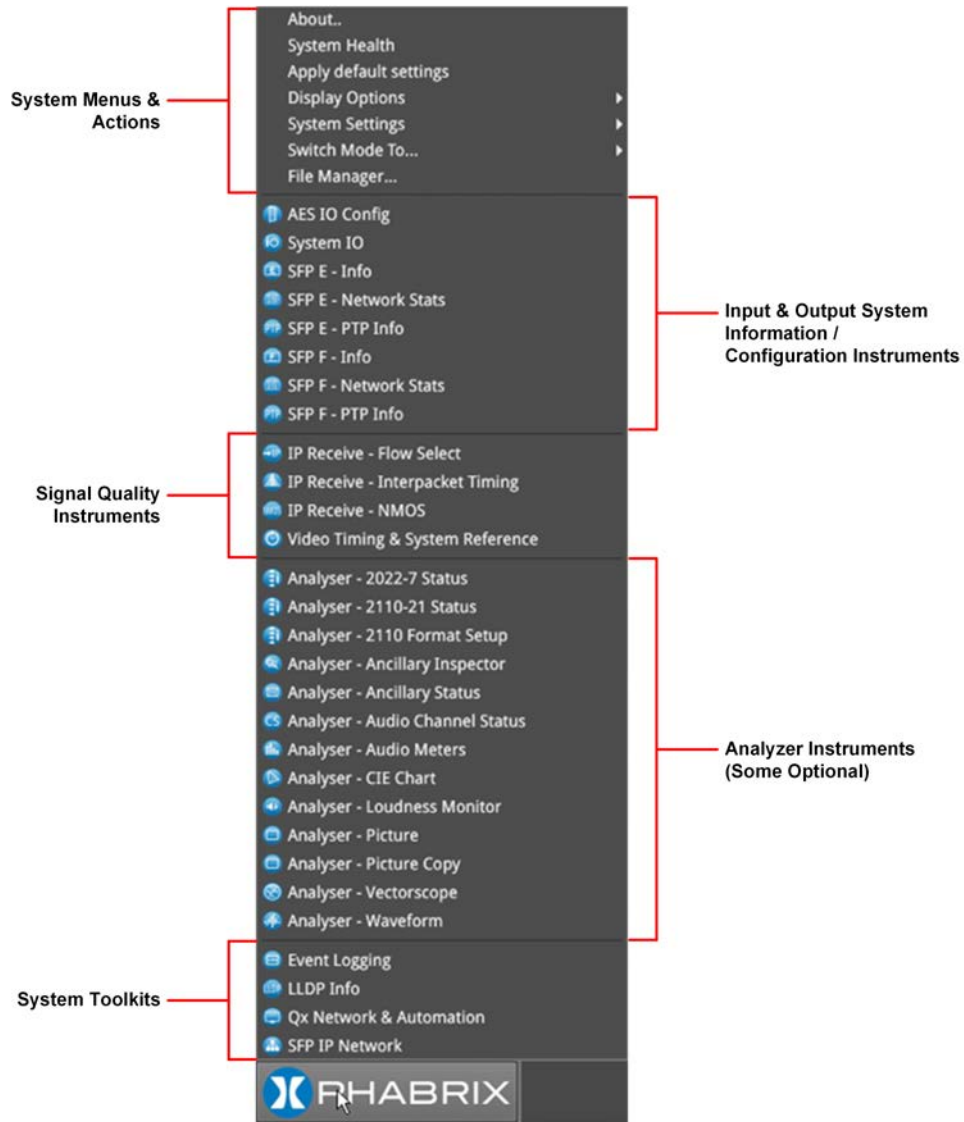 About..
System Health
Apply default settings
Display Options
System Settings
Switch Mode To...
File Manager...
System Menus &
Actions
AES IO Config
System IO
SFP E - Info
SFP E - Network Stats
SFP E - PTP Info
SFP F - Info
SFP F - Network Stats
SFP F - PTP Info
Input & Output System
Information /
Configuration Instruments
IP Receive - Flow Select
IP Receive - Interpacket Timing
IP Receive - NMOS
Video Timing & System Reference
Signal Quality
Instruments
Analyser - 2022-7 Status
Analyser - 2110-21 Status
Analyser - 2110 Format Setup
Analyser - Ancillary Inspector
Analyser - Ancillary Status
Analyser - Audio Channel Status
Analyser - Audio Meters
Analyser - CIE Chart
Analyser - Loudness Monitor
Analyser - Picture
Analyser - Picture Copy
Analyser - Vectorscope
Analyser - Waveform
Analyzer Instruments
(Some Optional)
Event Logging
LLDP Info
Qx Network & Automation
SFP IP Network
System Toolkits
PHABRIX